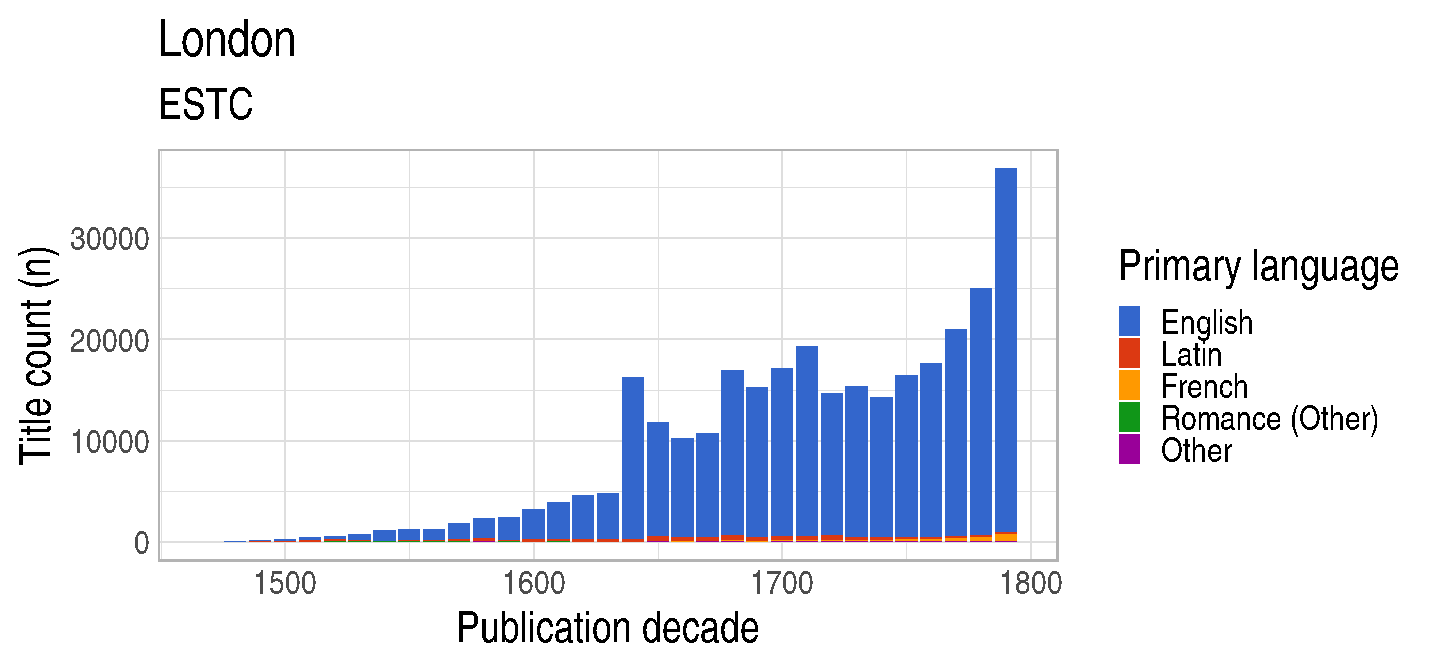 London
ESTC
Title count (n)
30000
20000
10000
0
1500 1600 1700 1800
Publication decade
Primary language
English
Latin
French
Romance (Other)
Other